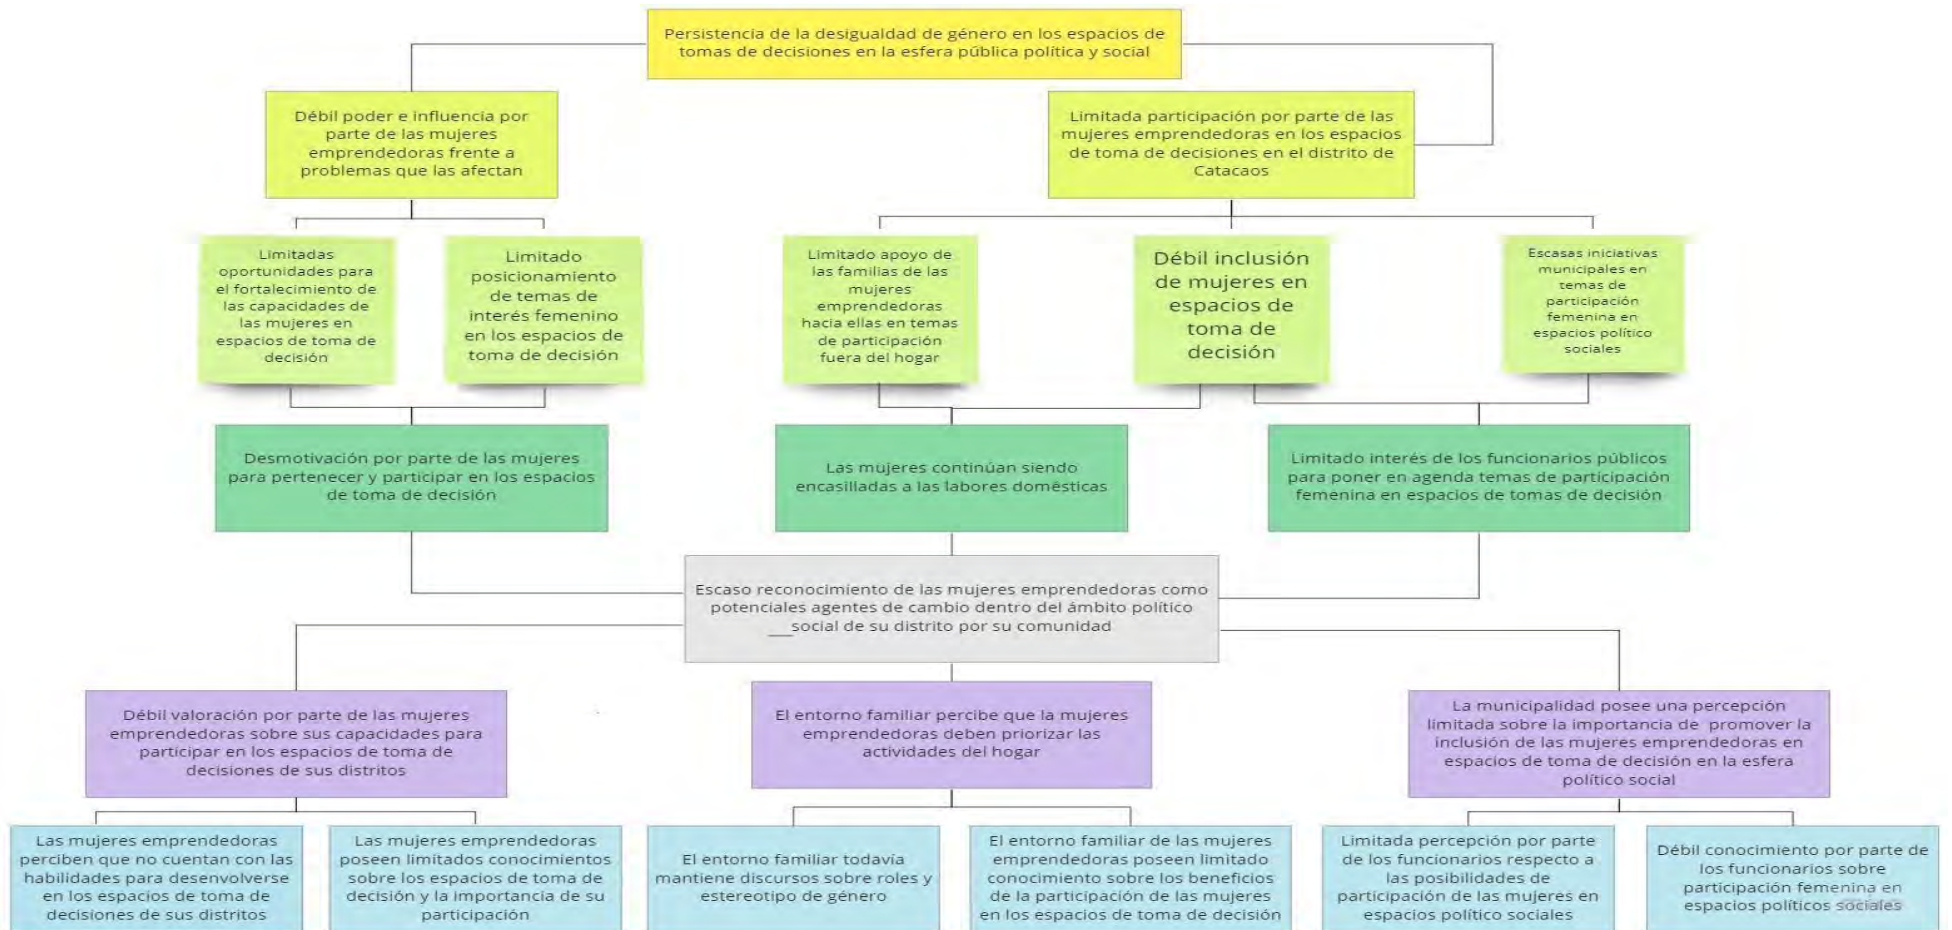 Persistencia de la desigualdad de género en los espacios de
tomas de decisiones en la esfera pública política y social
Débil poder e influencia por
parte de las mujeres
emprendedoras frente a
problemas que las afectan
Limitada participación por parte de las
mujeres emprendedoras en los espacios
de toma de decisiones en el distrito de
Catacaos
Limitadas
oportunidades para
el fortalecimiento de
las capacidades de
las mujeres en
espacios de toma de
decisión
Limitado
posicionamiento
de temas de
interés femenino
en los espacios de
toma de decisión
Limitado apoyo de
las familias de las
mujeres
emprendedoras
hacia ellas en temas
de participación
fuera del hogar
Débil inclusión
de mujeres en
espacios de
toma de
decisión
Escasas iniciativas
municipales en
temas de
participación
femenina en
espacios político
sociales
Desmotivación por parte de las mujeres
para pertenecer y participar en los espacios
de toma de decisión
Las mujeres continúan siendo
encasilladas a las labores domésticas
Limitado interés de los funcionarios públicos
para poner en agenda temas de participación
femenina en espacios de tomas de decisión
Escaso reconocimiento de las mujeres emprendedoras como
potenciales agentes de cambio dentro del ámbito político
___social de su distrito por su comunidad
Débil valoración por parte de las mujeres
emprendedoras sobre sus capacidades para
participar en los espacios de toma de
decisiones de sus distritos
El entorno familiar percibe que la mujeres
emprendedoras deben priorizar las
actividades del hogar
La municipalidad posee una percepción
limitada sobre la importancia de promover la
inclusión de las mujeres emprendedoras en
espacios de toma de decisión en la esfera
político social
Las mujeres emprendedoras
perciben que no cuentan con las
habilidades para desenvolverse
en los espacios de toma de
decisiones de sus distritos
Las mujeres emprendedoras
poseen limitados conocimientos
sobre los espacios de toma de
decisión y la importancia de su
participación
El entorno familiar todavía
mantiene discursos sobre roles y
estereotipo de género
El entorno familiar de las mujeres
emprendedoras poseen limitado
conocimiento sobre los beneficios
de la participación de las mujeres
en los espacios de toma de decisión
Limitada percepción por parte
de los funcionarios respecto a
las posibilidades de
participación de las mujeres en
espacios político sociales
Débil conocimiento por parte de
los funcionarios sobre
participación femenina en
espacios políticos sociales